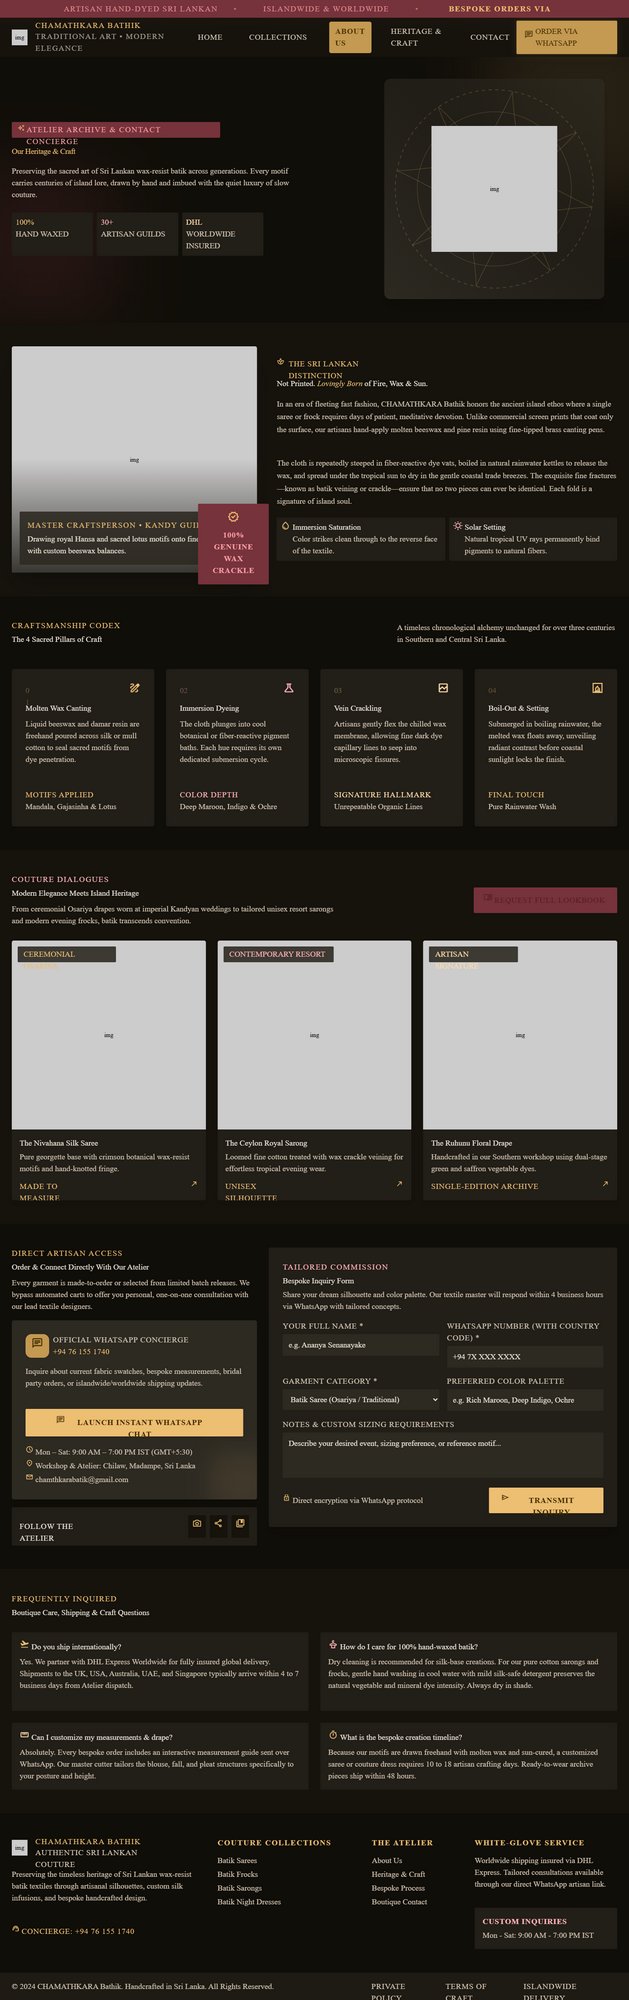 ARTISAN HAND-DYED SRI LANKAN • ISLANDWIDE & WORLDWIDE • BESPOKE ORDERS VIA
img
CHAMATHKARA BATHIK
TRADITIONAL ART • MODERN
ELEGANCE
HOME
COLLECTIONS
ABOUT
US
HERITAGE &
CRAFT
CONTACT
ORDER VIA
WHATSAPP
ATELIER ARCHIVE & CONTACT
CONCIERGE
Our Heritage & Craft
Preserving the sacred art of Sri Lankan wax-resist batik across generations. Every motif
carries centuries of island lore, drawn by hand and imbued with the quiet luxury of slow
couture.
100%
HAND WAXED
30+
ARTISAN GUILDS
DHL
WORLDWIDE
INSURED
img
img
MASTER CRAFTSPERSON • KANDY GUI
Drawing royal Hansa and sacred lotus motifs onto fine
with custom beeswax balances.
100%
GENUINE
WAX
CRACKLE
THE SRI LANKAN
DISTINCTION
Not Printed. Lovingly Born of Fire, Wax & Sun.
In an era of fleeting fast fashion, CHAMATHKARA Bathik honors the ancient island ethos where a single
saree or frock requires days of patient, meditative devotion. Unlike commercial screen prints that coat only
the surface, our artisans hand-apply molten beeswax and pine resin using fine-tipped brass canting pens.
The cloth is repeatedly steeped in fiber-reactive dye vats, boiled in natural rainwater kettles to release the
wax, and spread under the tropical sun to dry in the gentle coastal trade breezes. The exquisite fine fractures
—known as batik veining or crackle—ensure that no two pieces can ever be identical. Each fold is a
signature of island soul.
Immersion Saturation
Color strikes clean through to the reverse face
of the textile.
Solar Setting
Natural tropical UV rays permanently bind
pigments to natural fibers.
CRAFTSMANSHIP CODEX
The 4 Sacred Pillars of Craft
A timeless chronological alchemy unchanged for over three centuries
in Southern and Central Sri Lanka.
0
Molten Wax Canting
Liquid beeswax and damar resin are
freehand poured across silk or mull
cotton to seal sacred motifs from
dye penetration.
MOTIFS APPLIED
Mandala, Gajasinha & Lotus
02
Immersion Dyeing
The cloth plunges into cool
botanical or fiber-reactive pigment
baths. Each hue requires its own
dedicated submersion cycle.
COLOR DEPTH
Deep Maroon, Indigo & Ochre
03
Vein Crackling
Artisans gently flex the chilled wax
membrane, allowing fine dark dye
capillary lines to seep into
microscopic fissures.
SIGNATURE HALLMARK
Unrepeatable Organic Lines
04
Boil-Out & Setting
Submerged in boiling rainwater, the
melted wax floats away, unveiling
radiant contrast before coastal
sunlight locks the finish.
FINAL TOUCH
Pure Rainwater Wash
COUTURE DIALOGUES
Modern Elegance Meets Island Heritage
From ceremonial Osariya drapes worn at imperial Kandyan weddings to tailored unisex resort sarongs
and modern evening frocks, batik transcends convention.
REQUEST FULL LOOKBOOK
CEREMONIAL
img
The Nivahana Silk Saree
Pure georgette base with crimson botanical wax-resist
motifs and hand-knotted fringe.
MADE TO
MEASURE
CONTEMPORARY RESORT
img
The Ceylon Royal Sarong
Loomed fine cotton treated with wax crackle veining for
effortless tropical evening wear.
UNISEX
SILHOUETTE
ARTISAN
SIGNATURE
img
The Ruhunu Floral Drape
Handcrafted in our Southern workshop using dual-stage
green and saffron vegetable dyes.
SINGLE-EDITION ARCHIVE
DIRECT ARTISAN ACCESS
Order & Connect Directly With Our Atelier
Every garment is made-to-order or selected from limited batch releases. We
bypass automated carts to offer you personal, one-on-one consultation with
our lead textile designers.
OFFICIAL WHATSAPP CONCIERGE
+94 76 155 1740
Inquire about current fabric swatches, bespoke measurements, bridal
party orders, or islandwide/worldwide shipping updates.
LAUNCH INSTANT WHATSAPP
CHAT
Mon – Sat: 9:00 AM – 7:00 PM IST (GMT+5:30)
Workshop & Atelier: Chilaw, Madampe, Sri Lanka
chamthkarabatik@gmail.com
FOLLOW THE
ATELIER
TAILORED COMMISSION
Bespoke Inquiry Form
Share your dream silhouette and color palette. Our textile master will respond within 4 business hours
via WhatsApp with tailored concepts.
YOUR FULL NAME *
e.g. Ananya Senanayake
WHATSAPP NUMBER (WITH COUNTRY
CODE) *
+94 7X XXX XXXX
GARMENT CATEGORY *
Batik Saree (Osariya / Traditional)
PREFERRED COLOR PALETTE
e.g. Rich Maroon, Deep Indigo, Ochre
NOTES & CUSTOM SIZING REQUIREMENTS
Describe your desired event, sizing preference, or reference motif...
Direct encryption via WhatsApp protocol
TRANSMIT
INQUIRY
FREQUENTLY INQUIRED
Boutique Care, Shipping & Craft Questions
Do you ship internationally?
Yes. We partner with DHL Express Worldwide for fully insured global delivery.
Shipments to the UK, USA, Australia, UAE, and Singapore typically arrive within 4 to 7
business days from Atelier dispatch.
How do I care for 100% hand-waxed batik?
Dry cleaning is recommended for silk-base creations. For our pure cotton sarongs and
frocks, gentle hand washing in cool water with mild silk-safe detergent preserves the
natural vegetable and mineral dye intensity. Always dry in shade.
Can I customize my measurements & drape?
Absolutely. Every bespoke order includes an interactive measurement guide sent over
WhatsApp. Our master cutter tailors the blouse, fall, and pleat structures specifically to
your posture and height.
What is the bespoke creation timeline?
Because our motifs are drawn freehand with molten wax and sun-cured, a customized
saree or couture dress requires 10 to 18 artisan crafting days. Ready-to-wear archive
pieces ship within 48 hours.
img
CHAMATHKARA BATHIK
AUTHENTIC SRI LANKAN
COUTURE
Preserving the timeless heritage of Sri Lankan wax-resist
batik textiles through artisanal silhouettes, custom silk
infusions, and bespoke handcrafted design.
CONCIERGE: +94 76 155 1740
COUTURE COLLECTIONS
Batik Sarees
Batik Frocks
Batik Sarongs
Batik Night Dresses
THE ATELIER
About Us
Heritage & Craft
Bespoke Process
Boutique Contact
WHITE-GLOVE SERVICE
Worldwide shipping insured via DHL
Express. Tailored consultations available
through our direct WhatsApp artisan link.
CUSTOM INQUIRIES
Mon - Sat: 9:00 AM - 7:00 PM IST
© 2024 CHAMATHKARA Bathik. Handcrafted in Sri Lanka. All Rights Reserved.
PRIVATE
POLICY
TERMS OF
CRAFT
ISLANDWIDE
DELIVERY